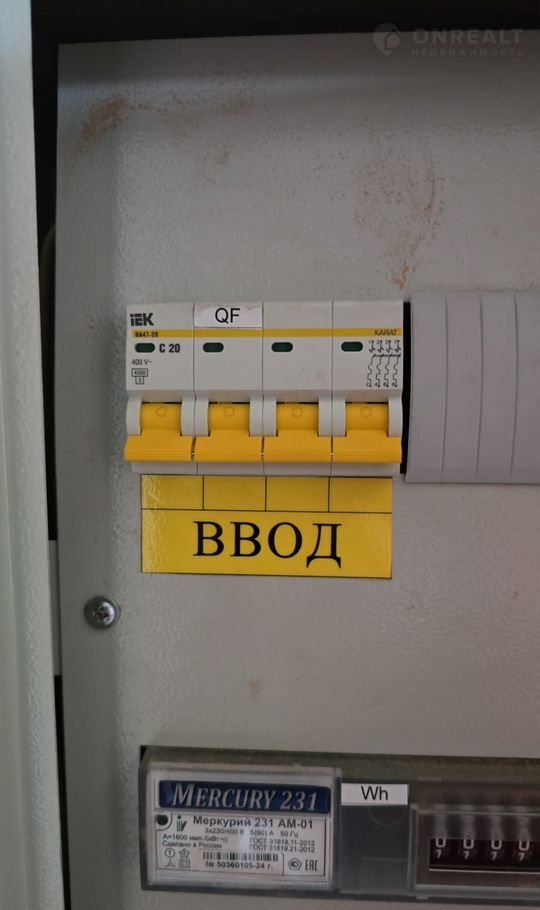 ONREALT
НЕДВИЖИМОСТЬ
IEK
QF
ВА47-29
KARAT
C 20
400 V~
4500
3
ВВОД
MERCURY 231
Wh
Меркурий 231 АМ-01
3x230/400 В 5(60) А 50 Гц
A=1600 имп./(кВт•ч)
ГОСТ 31818.11-2012
Сделано в России
ГОСТ 31819.21-2012
№ 50360105-24 г.
EAC